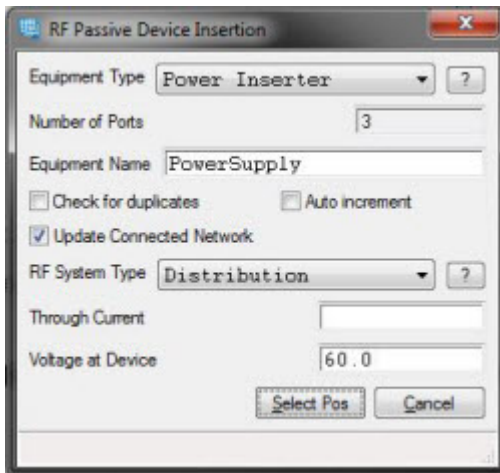 RF Passive Device Insertion
Equipment Type Power Inserter ?
Number of Ports 3
Equipment Name PowerSupply
Check for duplicates Auto increment
Update Connected Network
RF System Type Distribution ?
Through Current
Voltage at Device 60.0
Select Pos Cancel